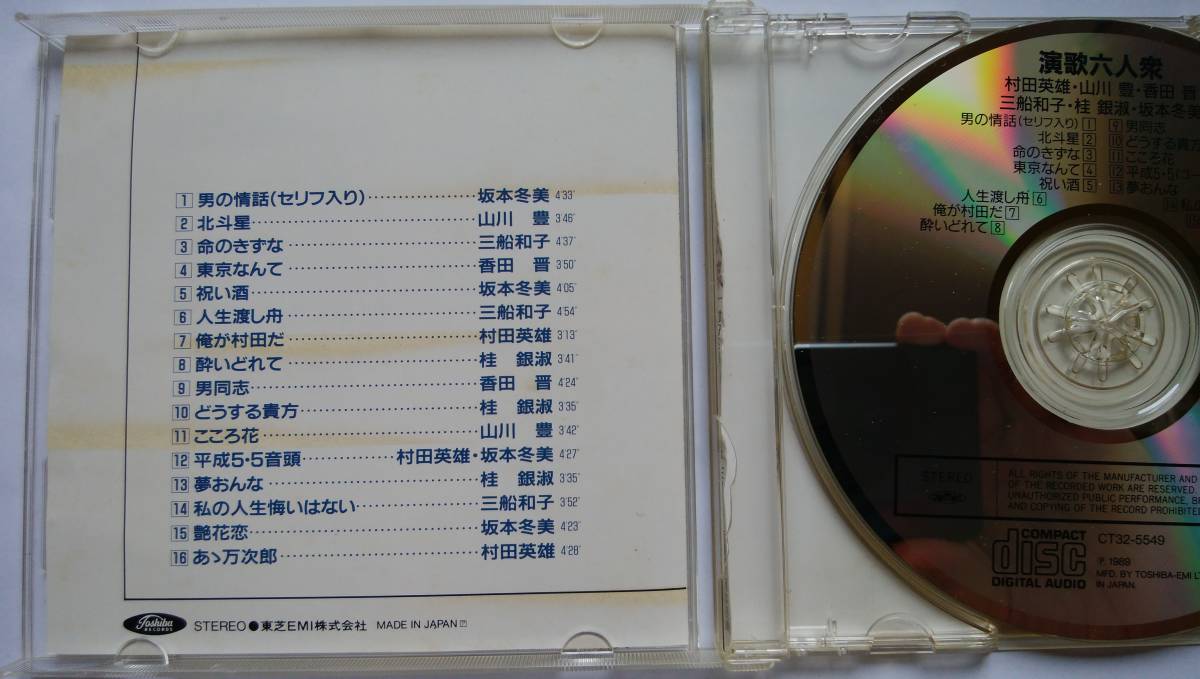 1 男の情話(セリフ入り)…………坂本冬美 4'33"
2 北斗星…………山川 豊 3'46"
3 命のきずな…………三船和子 4'37"
4 東京なんて…………香田 晋 3'50"
5 祝い酒…………坂本冬美 4'05"
6 人生渡し舟…………三船和子 4'54"
7 俺が村田だ…………村田英雄 3'13"
8 酔いどれて…………桂 銀淑 3'41"
9 男同志…………香田 晋 4'24"
10 どうする貴方…………桂 銀淑 3'35"
11 こころ花…………山川 豊 3'42"
12 平成5・5音頭…………村田英雄・坂本冬美 4'27"
13 夢おんな…………桂 銀淑 3'35"
14 私の人生悔いはない…………三船和子 3'52"
15 艶花恋…………坂本冬美 4'23"
16 あゝ万次郎…………村田英雄 4'28"
Toshiba RECORDS STEREO●東芝EMI株式会社 MADE IN JAPAN
演歌六人衆
村田英雄・山川 豊・香田 晋
三船和子・桂 銀淑・坂本冬美
男の情話(セリフ入り) 1
北斗星 2
命のきずな 3
東京なんて 4
祝い酒 5
人生渡し舟 6
俺が村田だ 7
酔いどれて 8
9 男同志
10 どうする貴方
11 こころ花
12 平成5・5
13 夢おんな
STEREO
ALL RIGHTS OF THE MANUFACTURER AND
OF THE RECORDED WORK ARE RESERVED.
UNAUTHORIZED PUBLIC PERFORMANCE,
AND COPYING OF THE RECORD PROHIBITED
COMPACT disc DIGITAL AUDIO
CT32-5549
℗ 1989
MFD. BY TOSHIBA-EMI
IN JAPAN.